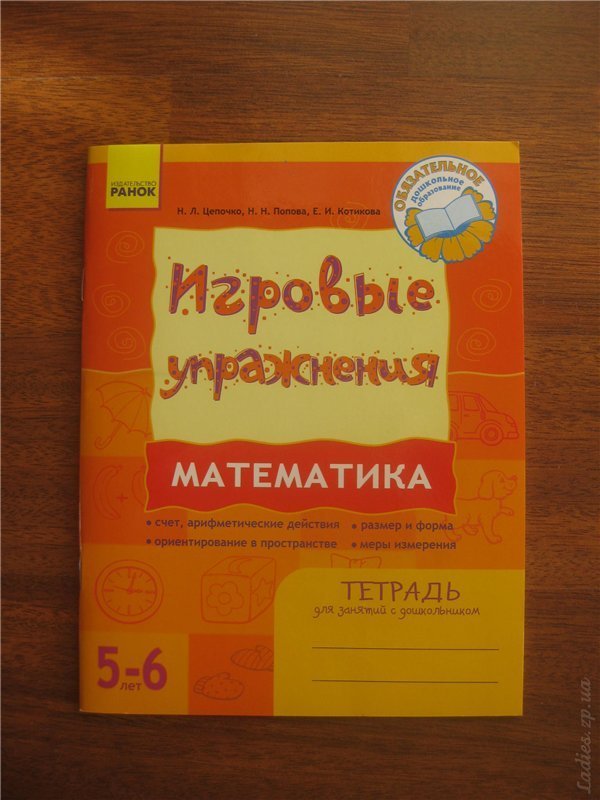 ИЗДАТЕЛЬСТВО
РАНОК
ОБЯЗАТЕЛЬНОЕ
дошкольное
образование
Н. Л. Цепочко, Н. Н. Попова, Е. И. Котикова
Игровые
упражнения
МАТЕМАТИКА
• счет, арифметические действия • размер и форма
• ориентирование в пространстве • меры измерения
ТЕТРАДЬ
для занятий с дошкольником
5-6
лет
Ladies.zp.ua